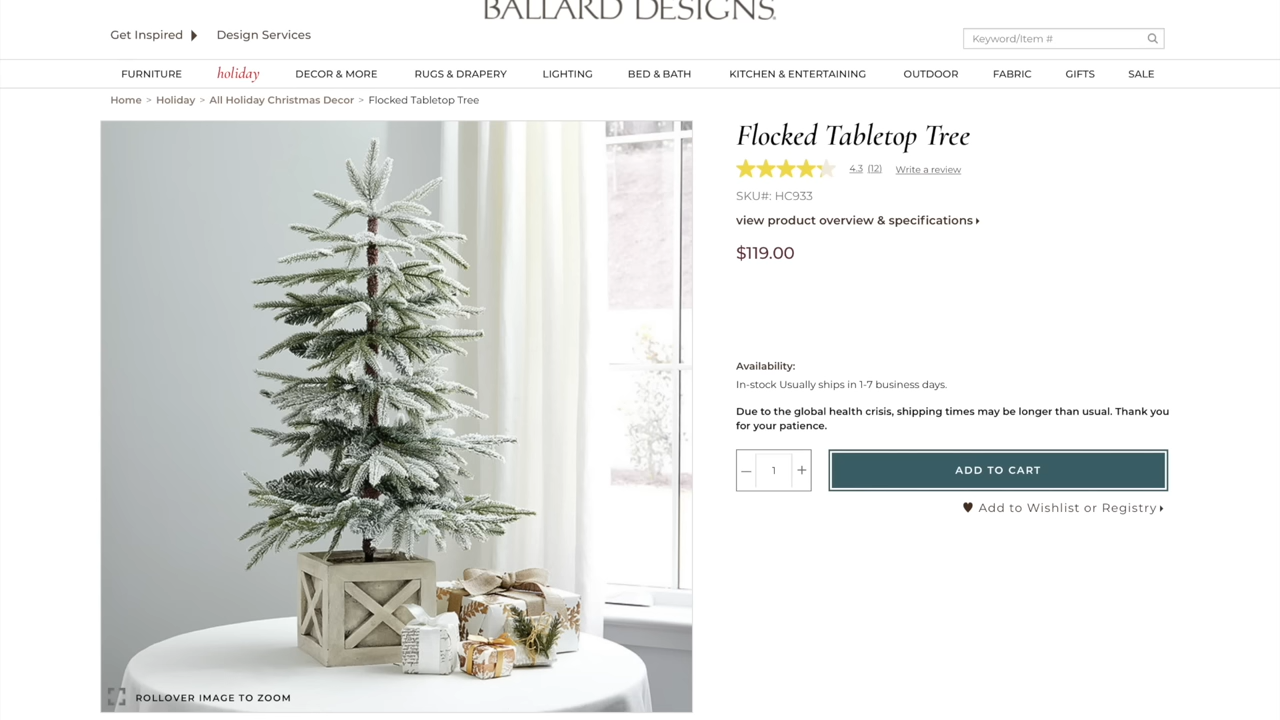 BALLARD DESIGNS
Get Inspired
Design Services
Keyword/Item #
FURNITURE holiday DECOR & MORE RUGS & DRAPERY LIGHTING BED & BATH KITCHEN & ENTERTAINING OUTDOOR FABRIC GIFTS SALE
Home > Holiday > All Holiday Christmas Decor > Flocked Tabletop Tree
Flocked Tabletop Tree
4.3 (12) Write a review
SKU#: HC933
view product overview & specifications
$119.00
Availability:
In-stock Usually ships in 1-7 business days.
Due to the global health crisis, shipping times may be longer than usual. Thank you
for your patience.
— 1 +
ADD TO CART
Add to Wishlist or Registry
ROLLOVER IMAGE TO ZOOM